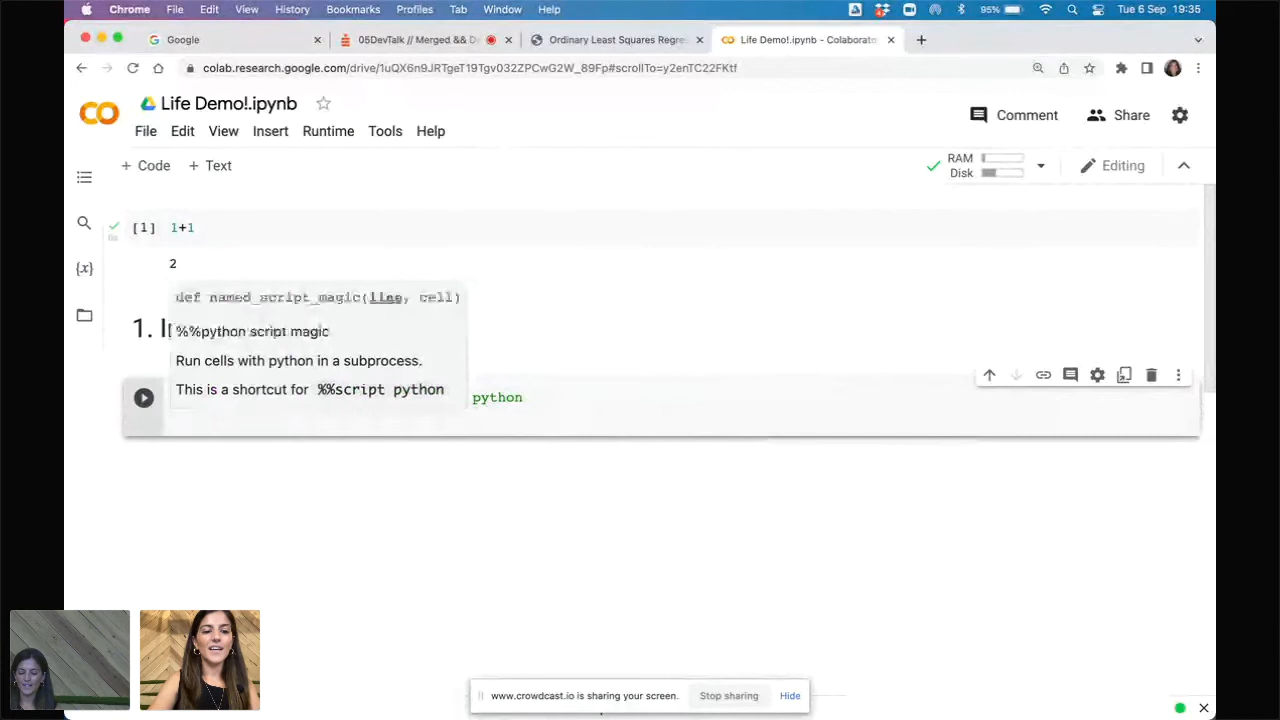 Chrome File Edit View History Bookmarks Profiles Tab Window Help 95% Tue 6 Sep 19:35
Google 05DevTalk // Merged && D Ordinary Least Squares Regre Life Demo!.ipynb - Colaborato
colab.research.google.com/drive/1uQX6n9JRTgeT19Tgv032ZPCwG2W_89Fp#scrollTo=y2enTC22FKtf
Life Demo!.ipynb
Comment Share
File Edit View Insert Runtime Tools Help
+ Code + Text
RAM
Disk
Editing
[1] 1+1
2
def named_script_magic(line, cell)
1. I
%%python script magic
Run cells with python in a subprocess.
This is a shortcut for %%script python
python
{x}
www.crowdcast.io is sharing your screen. Stop sharing Hide